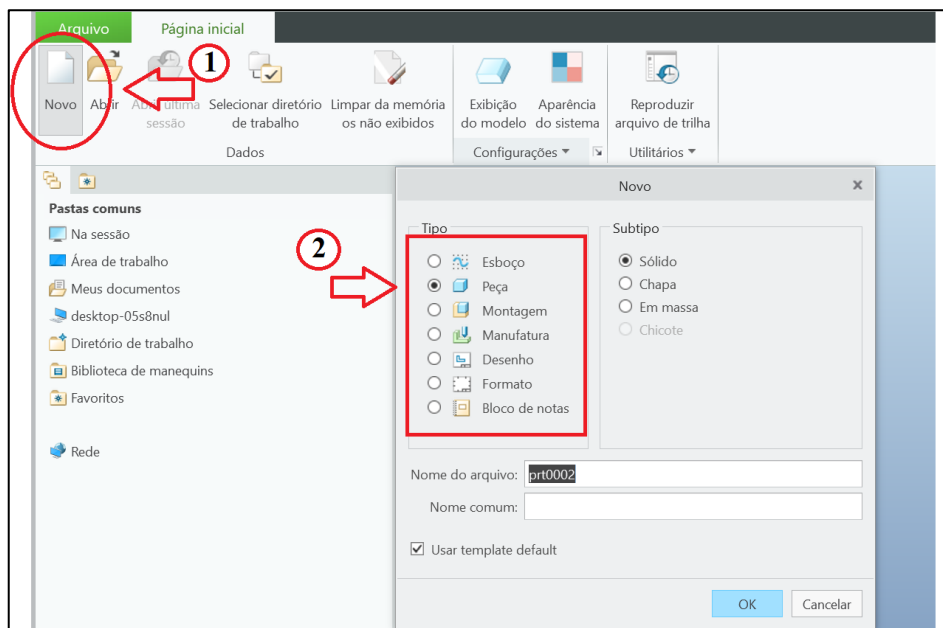 Arquivo Página inicial
1
Novo Abrir Abrir última sessão Selecionar diretório de trabalho Limpar da memória os não exibidos Exibição do modelo Aparência do sistema Reproduzir arquivo de trilha
Dados Configurações Utilitários
Novo
Pastas comuns
Na sessão
Área de trabalho
Meus documentos
desktop-05s8nul
Diretório de trabalho
Biblioteca de manequins
Favoritos
Rede
2
Tipo
Esboço
Peça
Montagem
Manufatura
Desenho
Formato
Bloco de notas
Subtipo
Sólido
Chapa
Em massa
Chicote
Nome do arquivo: prt0002
Nome comum:
Usar template default
OK Cancelar